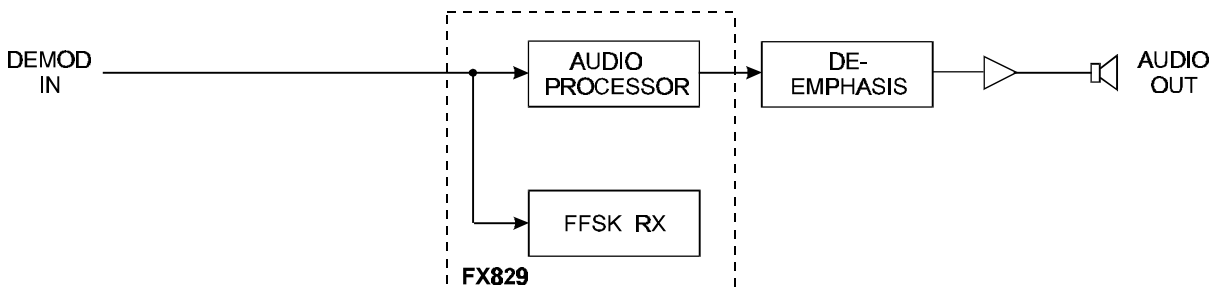 DEMOD
IN
AUDIO
PROCESSOR
DE-
EMPHASIS
AUDIO
OUT
FFSK RX
FX829